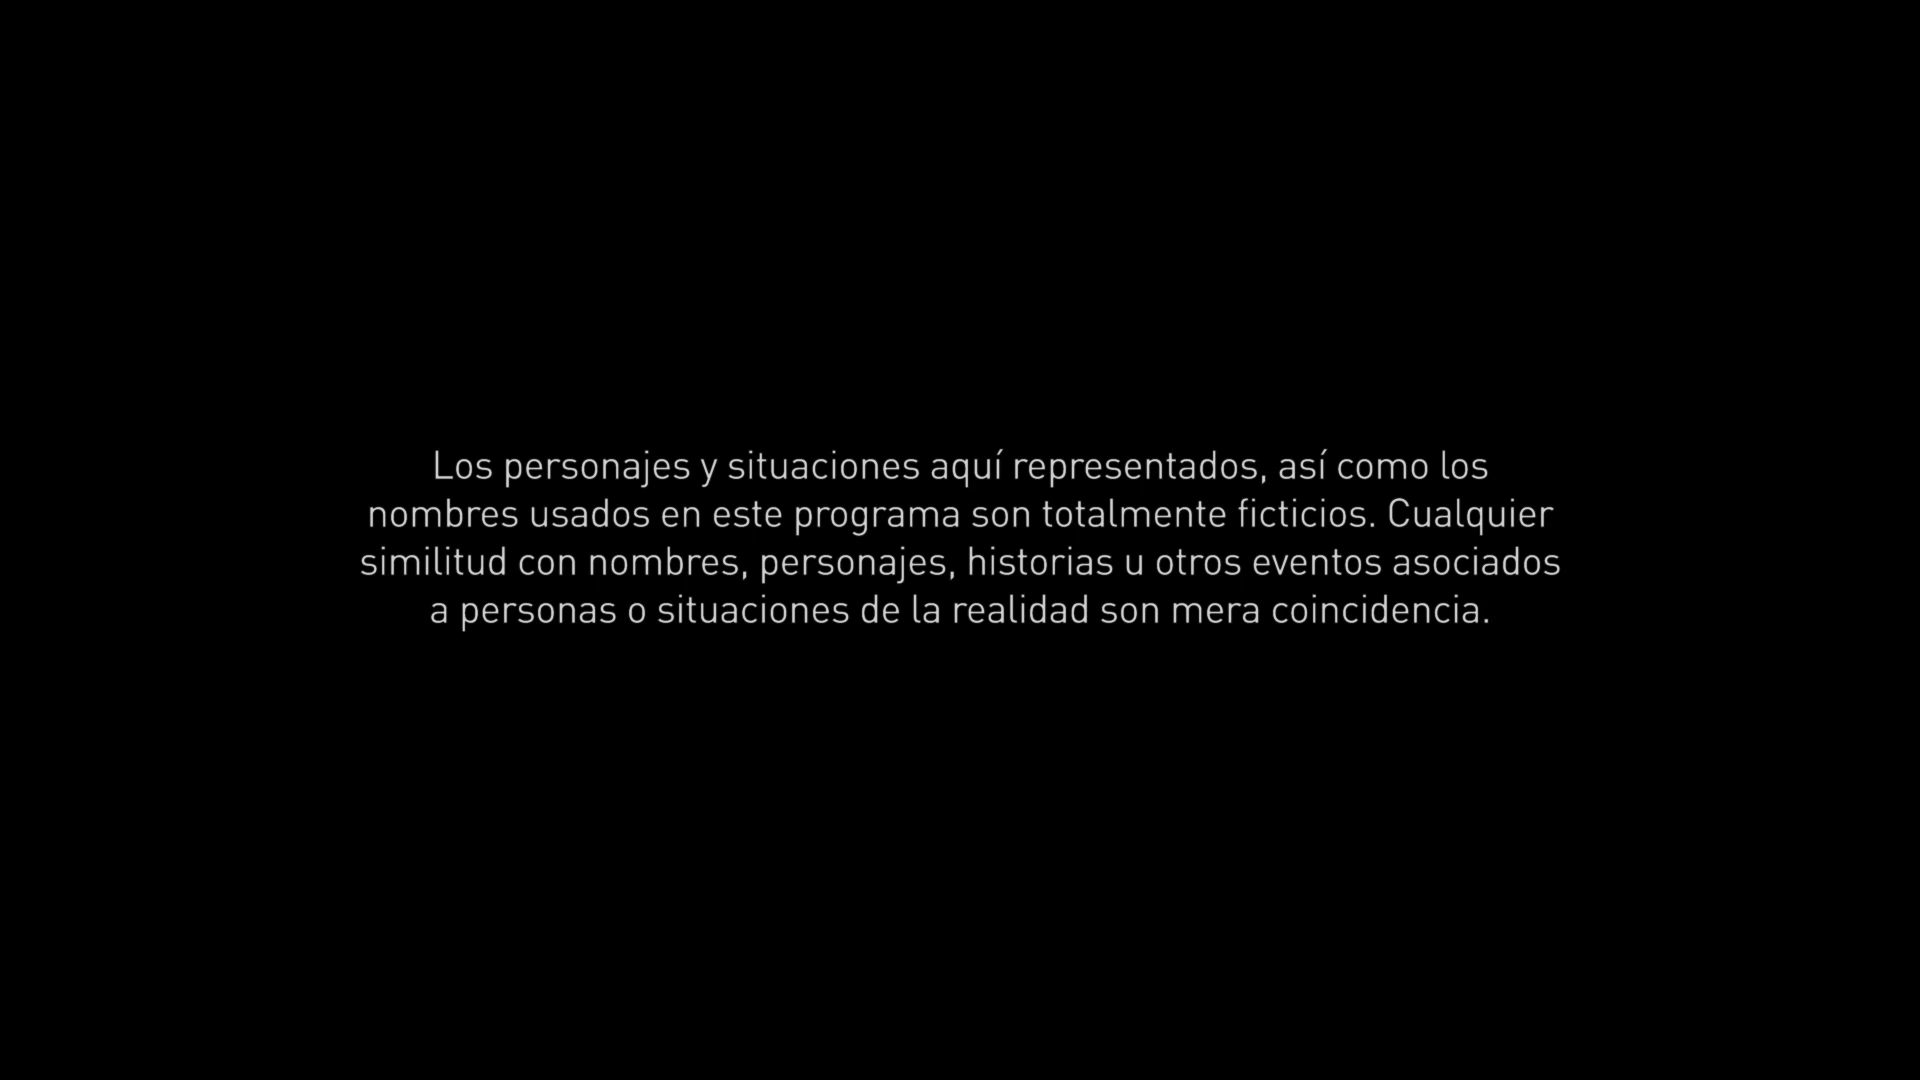 Los personajes y situaciones aquí representados, así como los
nombres usados en este programa son totalmente ficticios. Cualquier
similitud con nombres, personajes, historias u otros eventos asociados
a personas o situaciones de la realidad son mera coincidencia.